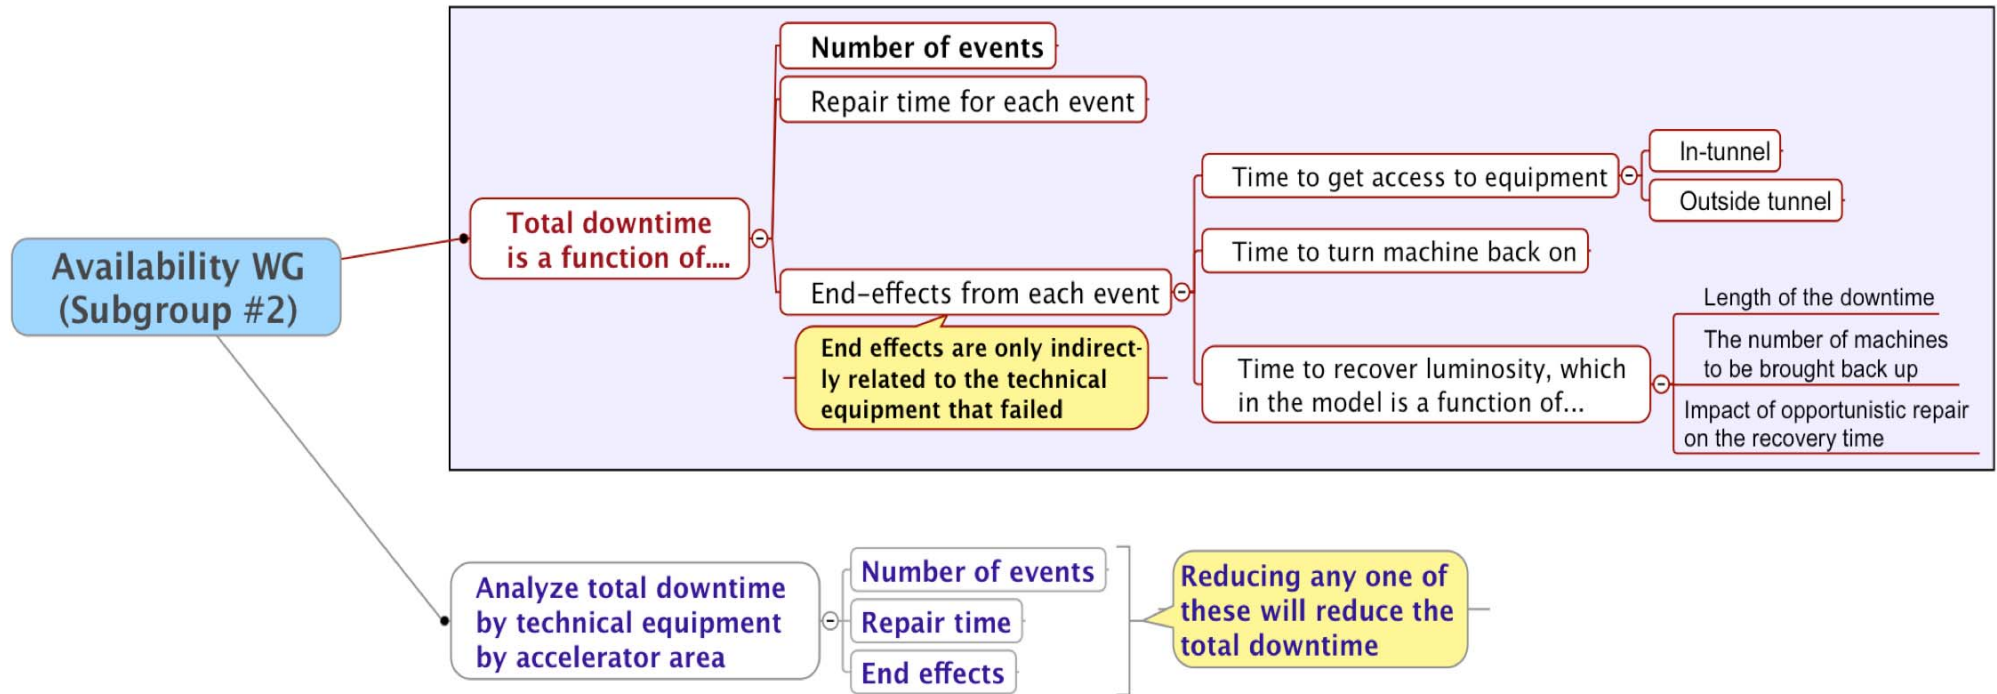 Availability WG
(Subgroup #2)
Total downtime
is a function of....
Number of events
Repair time for each event
End-effects from each event
End effects are only indirect-
ly related to the technical
equipment that failed
Time to get access to equipment
In-tunnel
Outside tunnel
Time to turn machine back on
Time to recover luminosity, which
in the model is a function of...
Length of the downtime
The number of machines
to be brought back up
Impact of opportunistic repair
on the recovery time
Analyze total downtime
by technical equipment
by accelerator area
Number of events
Repair time
End effects
Reducing any one of
these will reduce the
total downtime